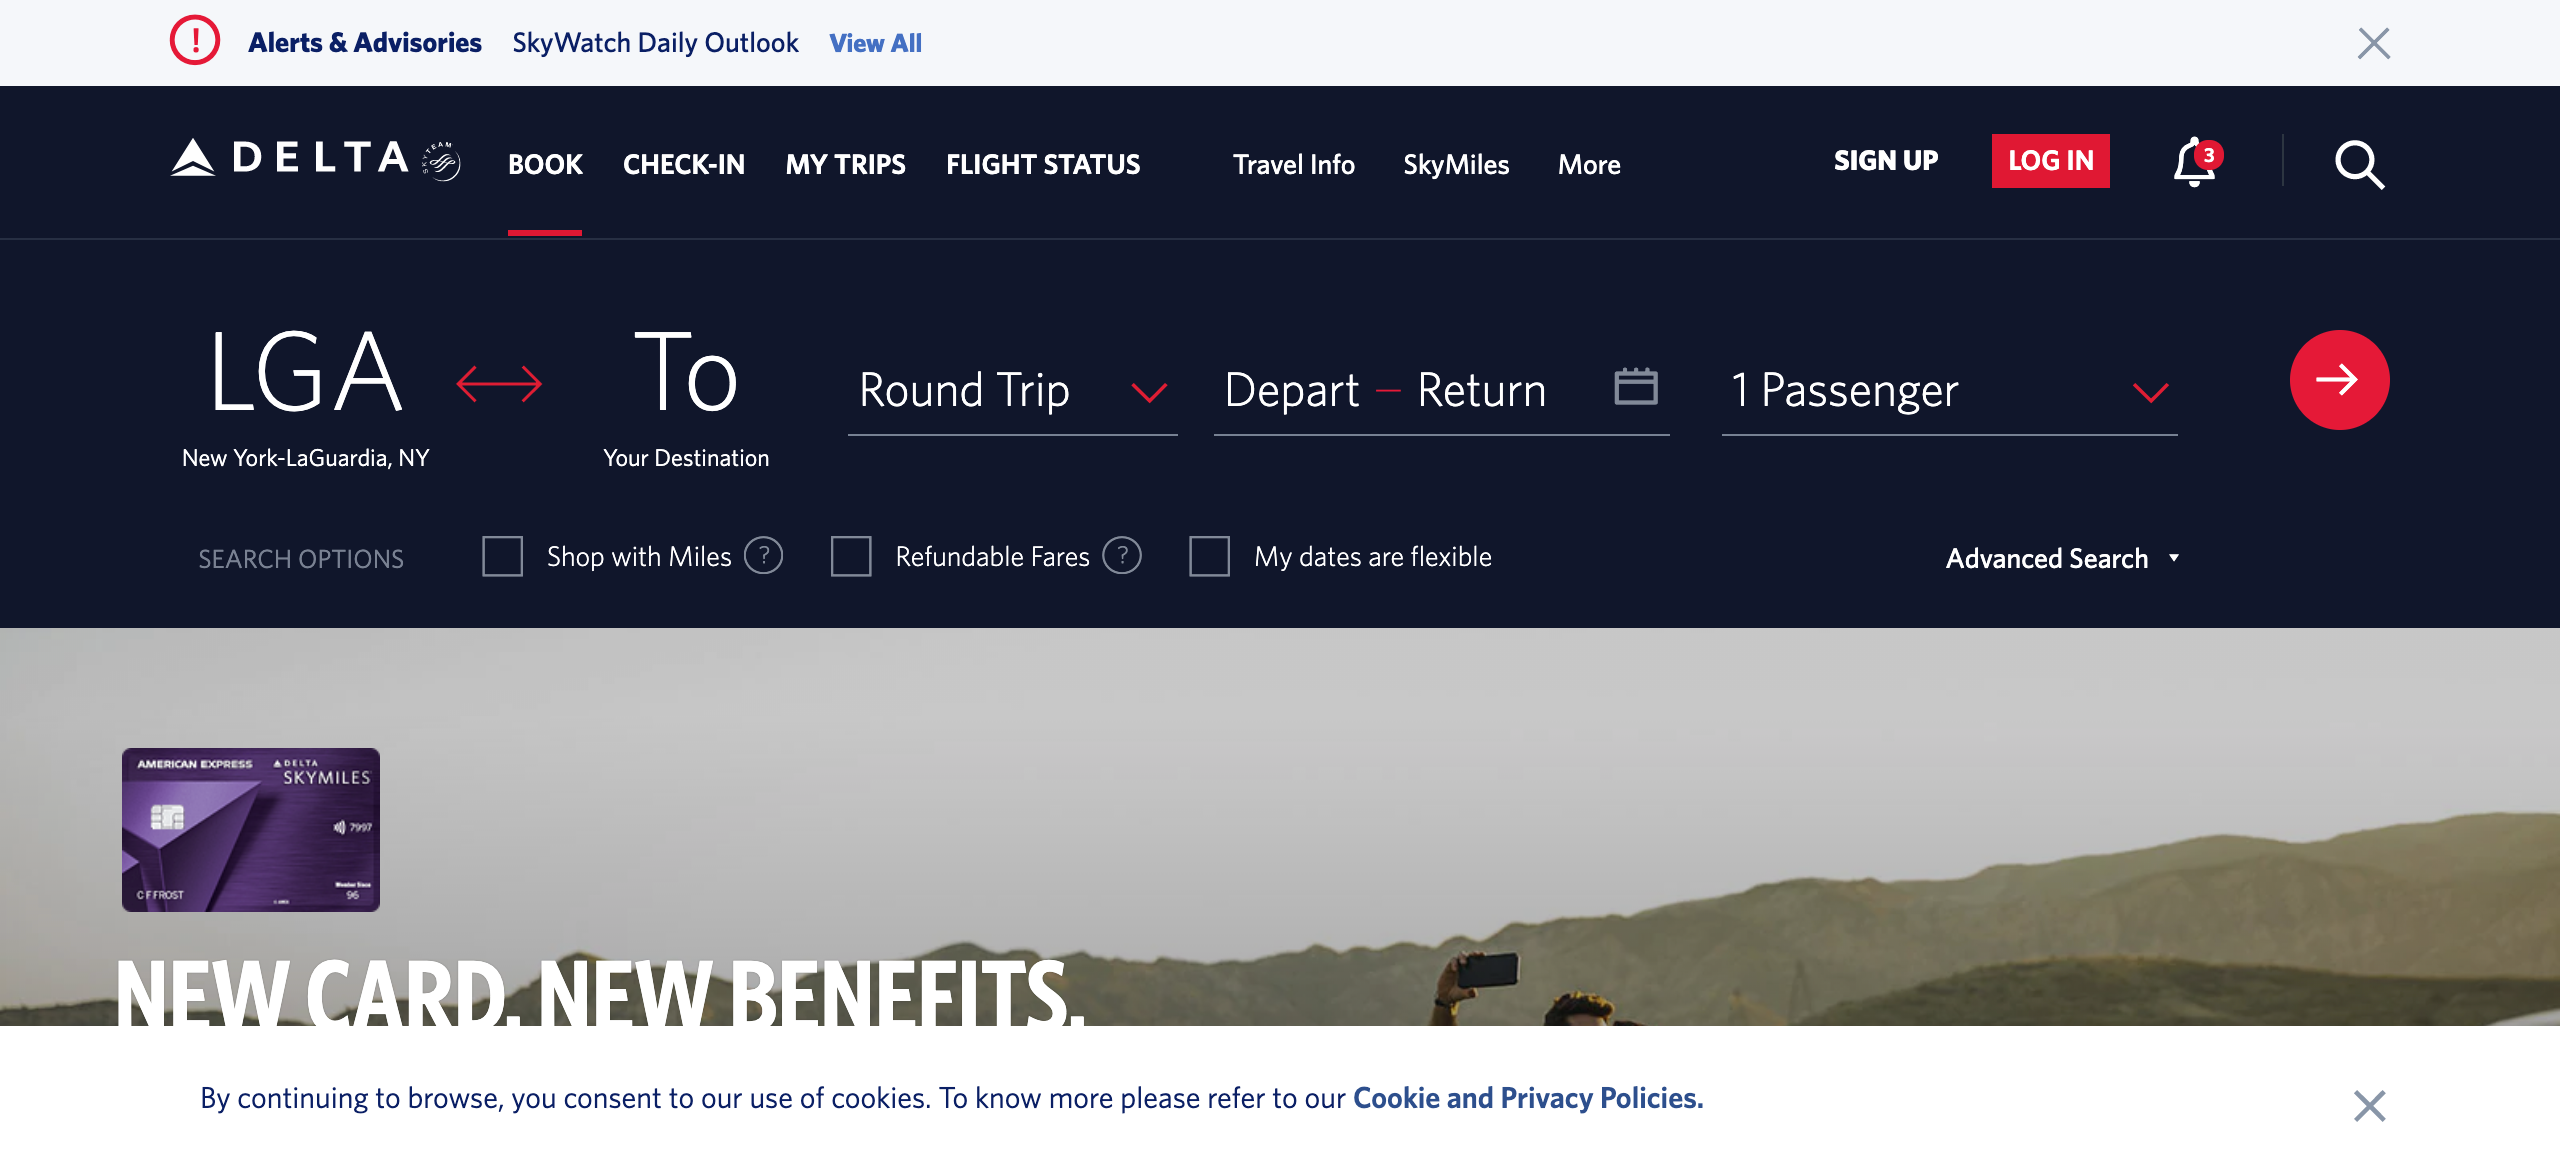 ! Alerts & Advisories SkyWatch Daily Outlook View All
DELTA SKYTEAM BOOK CHECK-IN MY TRIPS FLIGHT STATUS Travel Info SkyMiles More SIGN UP LOG IN 3
LGA To Round Trip Depart — Return 1 Passenger
New York-LaGuardia, NY Your Destination
SEARCH OPTIONS Shop with Miles ? Refundable Fares ? My dates are flexible Advanced Search
AMERICAN EXPRESS DELTA
SKYMILES
7997
Member Since
C F FROST 96
NEW CARD. NEW BENEFITS.
By continuing to browse, you consent to our use of cookies. To know more please refer to our Cookie and Privacy Policies.